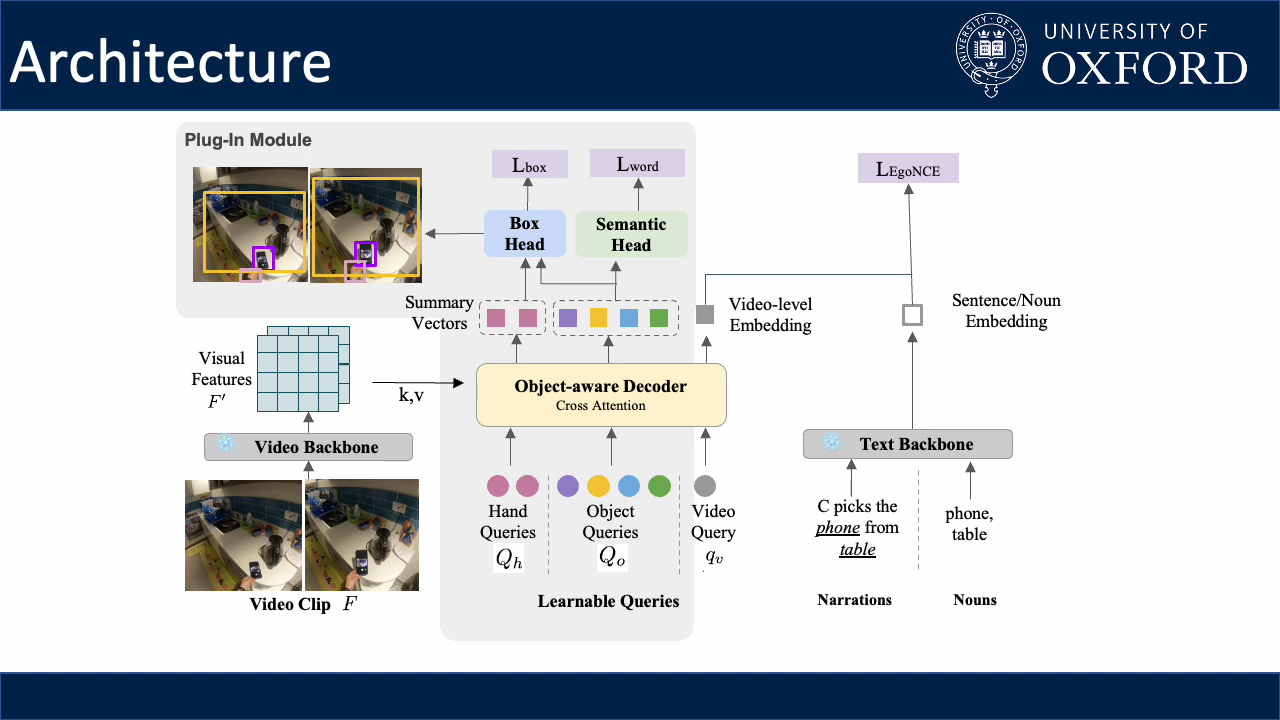 Architecture
UNIVERSITY OF
OXFORD
Plug-In Module
Lbox
Lword
LEgoNCE
Box
Head
Semantic
Head
Summary
Vectors
Video-level
Embedding
Sentence/Noun
Embedding
Visual
Features
F'
k,v
Object-aware Decoder
Cross Attention
Video Backbone
Text Backbone
Hand
Queries
Qh
Object
Queries
Qo
Video
Query
qv
C picks the
phone from
table
phone,
table
Video Clip F
Learnable Queries
Narrations
Nouns